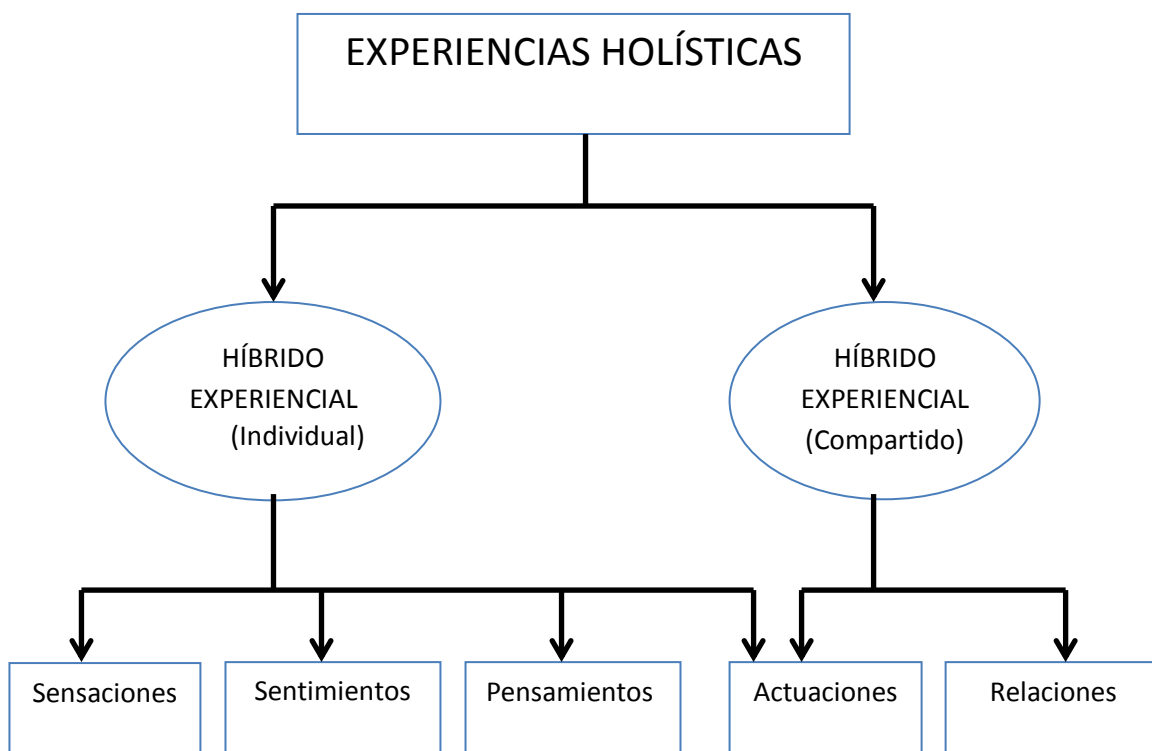 EXPERIENCIAS HOLÍSTICAS
HÍBRIDO
EXPERIENCIAL
(Individual)
HÍBRIDO
EXPERIENCIAL
(Compartido)
Sensaciones
Sentimientos
Pensamientos
Actuaciones
Relaciones